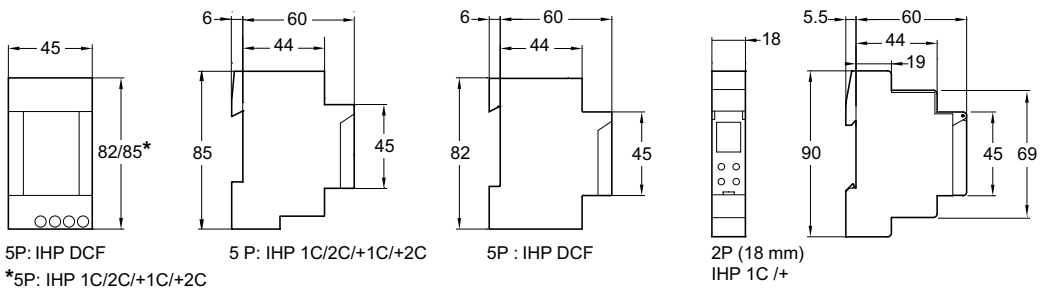 6 60
44
45
82/85*
85
45
6 60
44
82
45
18
5.5 60
44
19
90
45
69
5P: IHP DCF
*5P: IHP 1C/2C/+1C/+2C
5 P: IHP 1C/2C/+1C/+2C
5P : IHP DCF
2P (18 mm)
IHP 1C /+